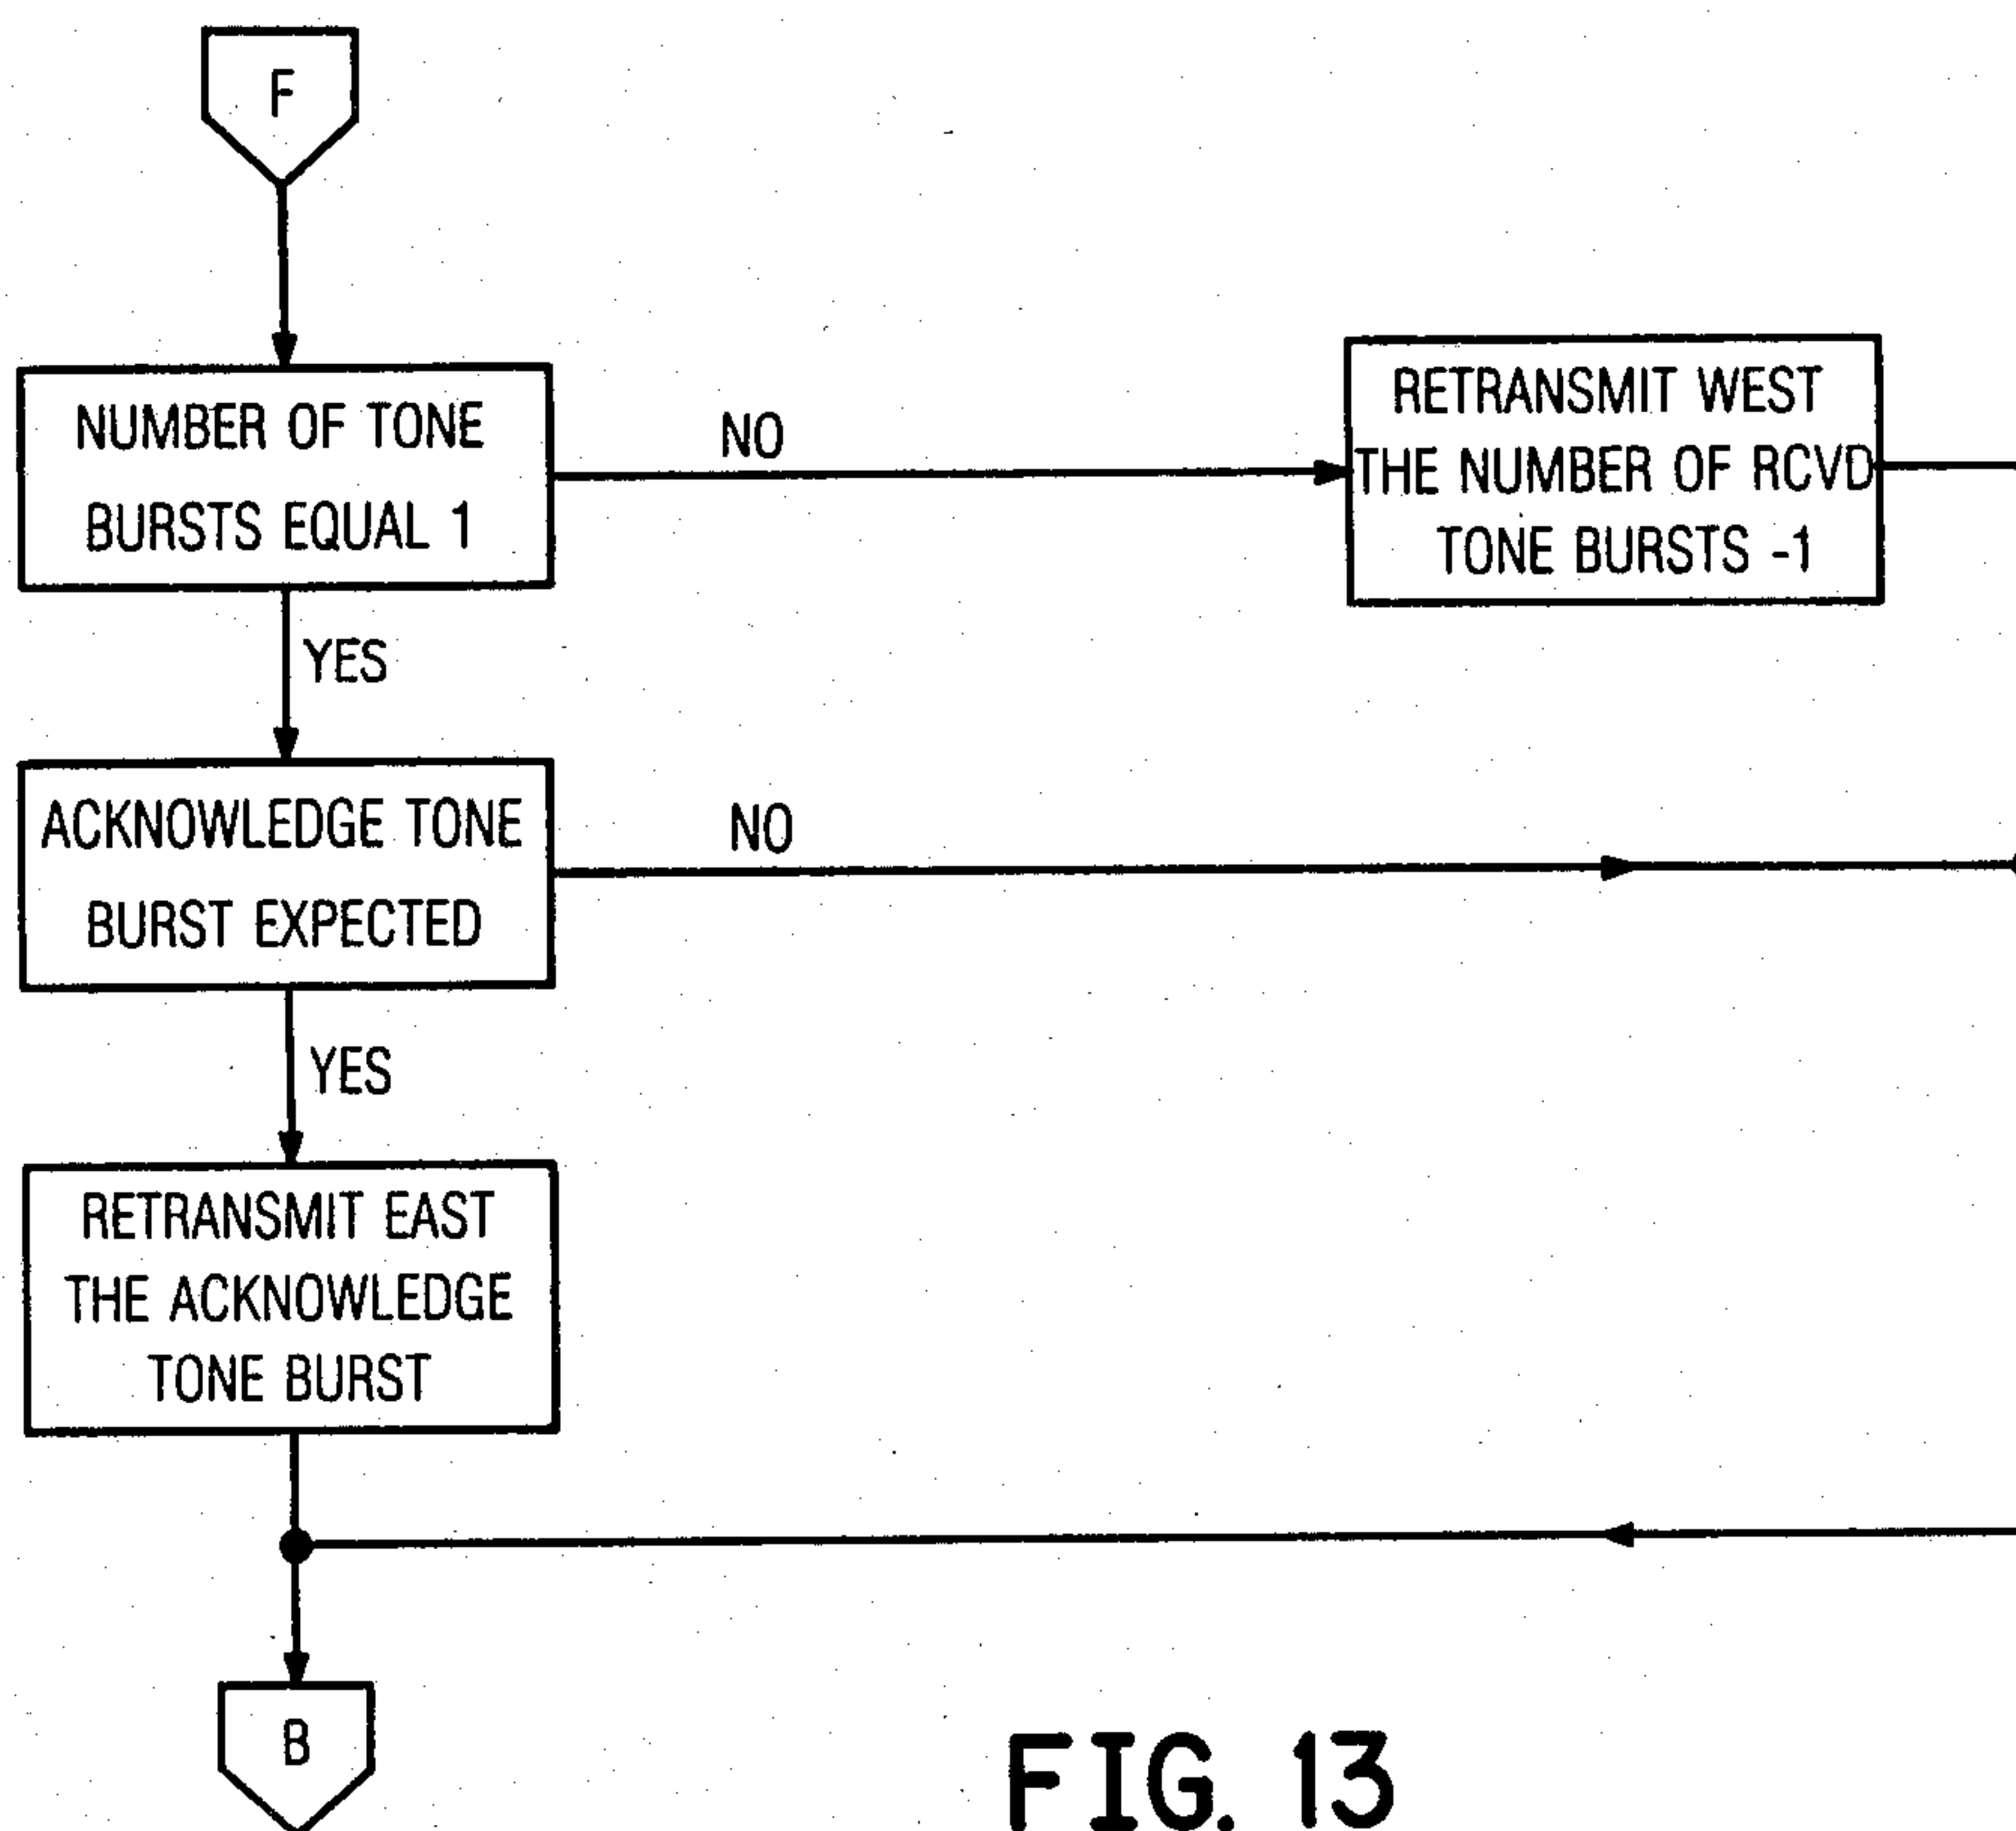 F
NUMBER OF TONE
BURSTS EQUAL 1
NO
RETRANSMIT WEST
THE NUMBER OF RCVD
TONE BURSTS -1
YES
ACKNOWLEDGE TONE
BURST EXPECTED
NO
YES
RETRANSMIT EAST
THE ACKNOWLEDGE
TONE BURST
B
FIG. 13